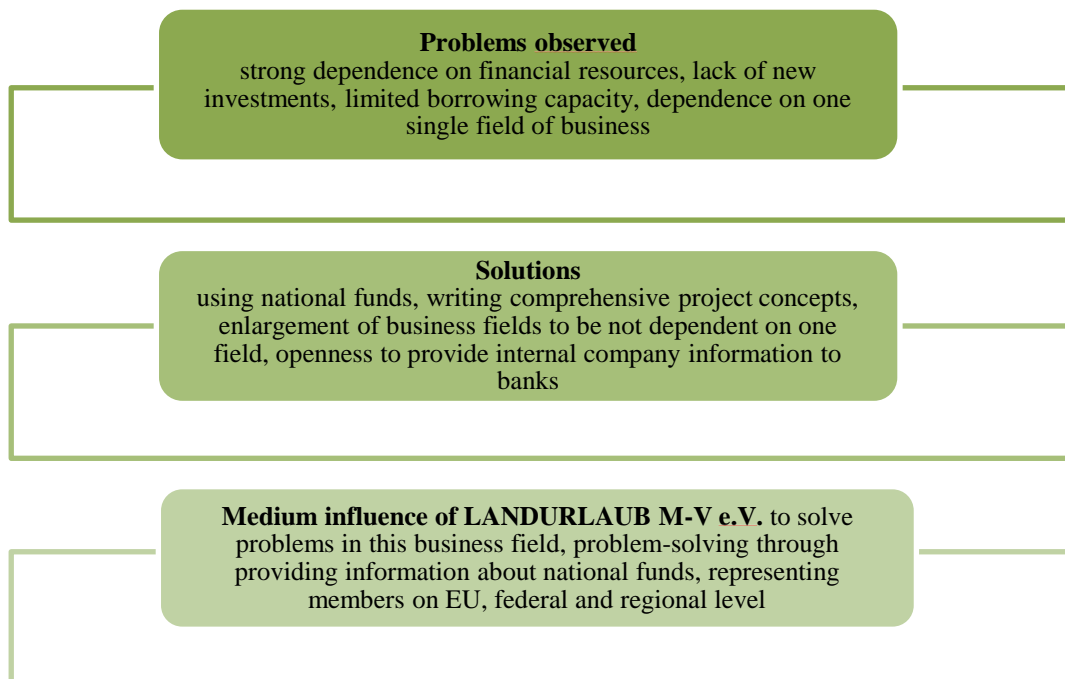 Problems observed
strong dependence on financial resources, lack of new
investments, limited borrowing capacity, dependence on one
single field of business
Solutions
using national funds, writing comprehensive project concepts,
enlargement of business fields to be not dependent on one
field, openness to provide internal company information to
banks
Medium influence of LANDURLAUB M-V e.V. to solve
problems in this business field, problem-solving through
providing information about national funds, representing
members on EU, federal and regional level